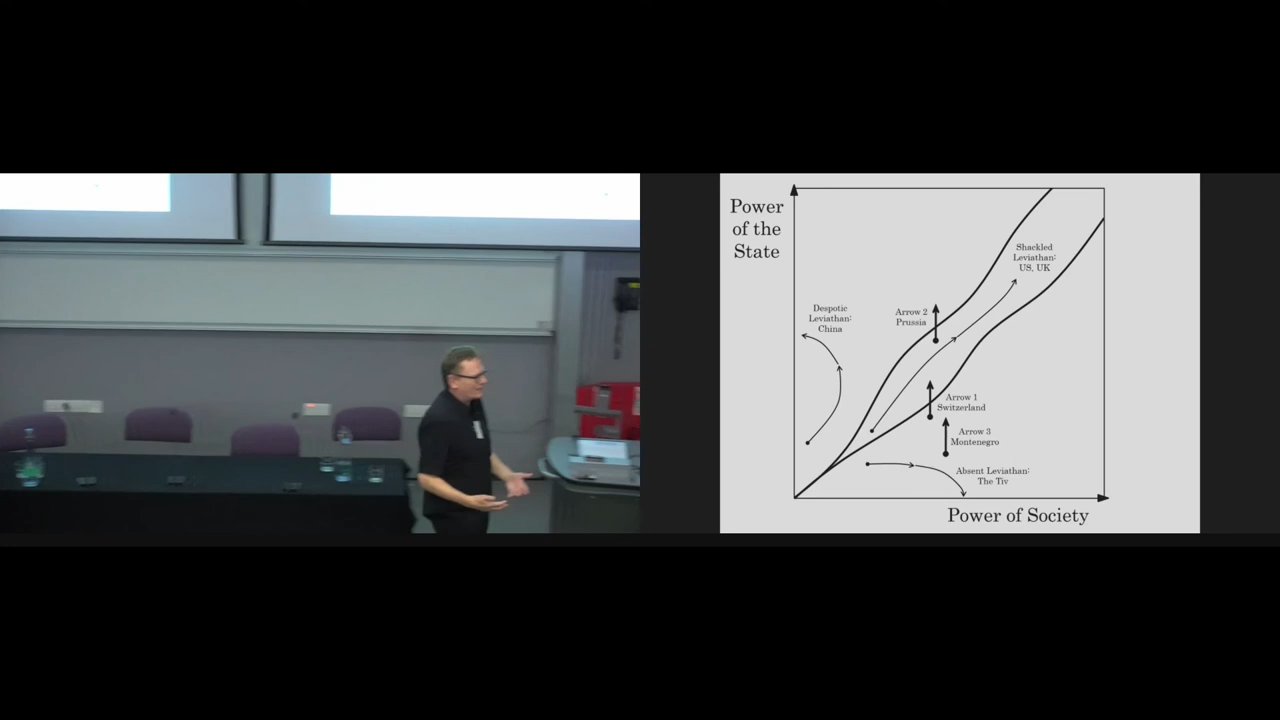 Power
of the
State
Shackled
Leviathan:
US, UK
Despotic
Leviathan:
China
Arrow 2
Prussia
Arrow 1
Switzerland
Arrow 3
Montenegro
Absent Leviathan:
The Tiv
Power of Society